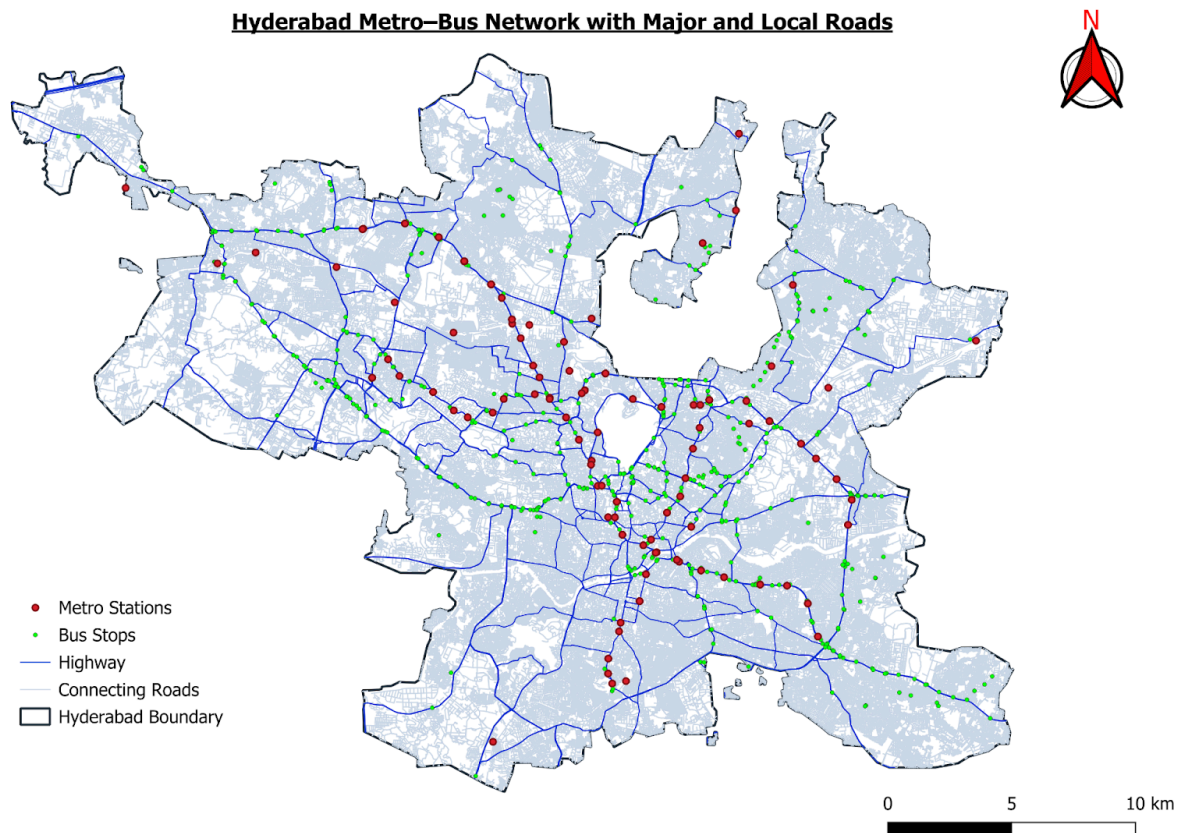 Hyderabad Metro–Bus Network with Major and Local Roads
N
Metro Stations
Bus Stops
Highway
Connecting Roads
Hyderabad Boundary
0 5 10 km